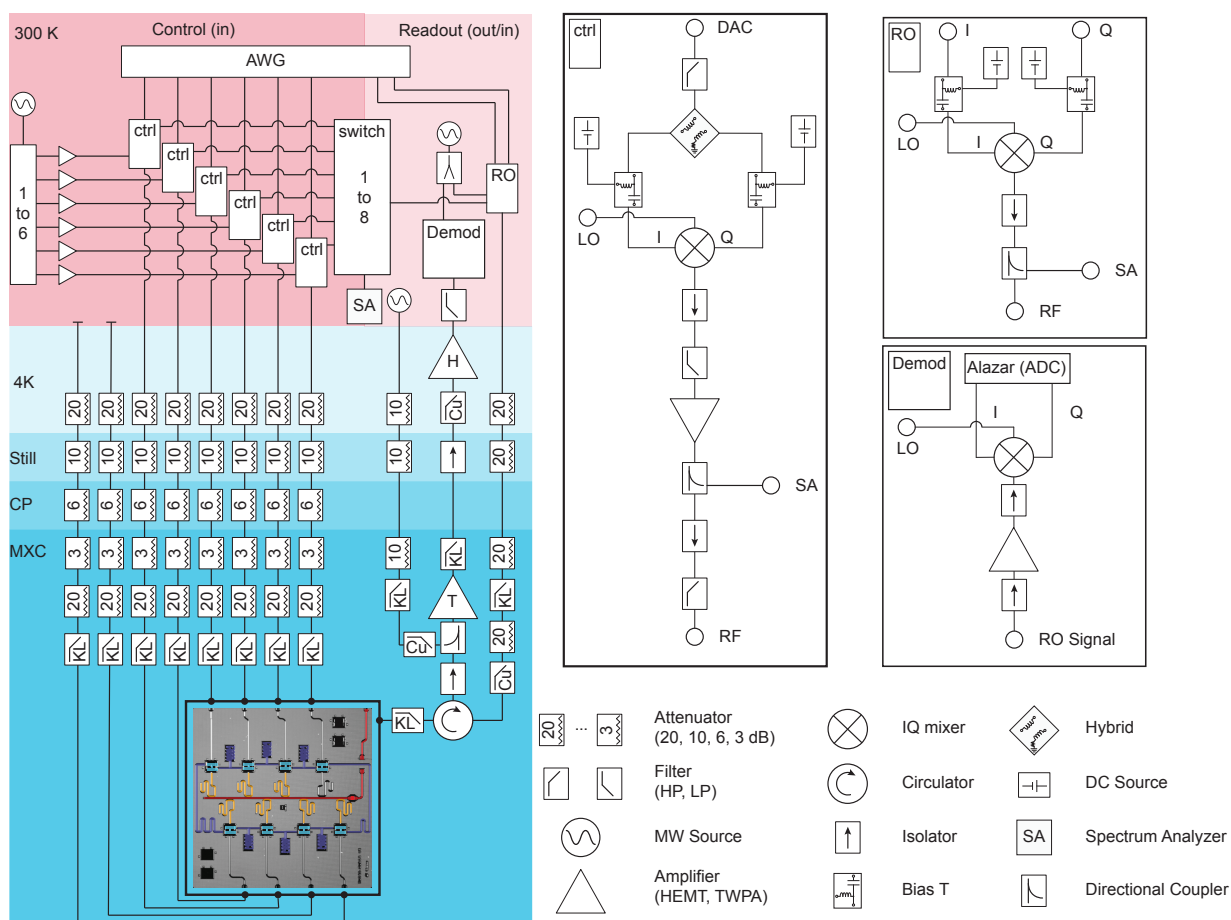 300 K
Control (in)
Readout (out/in)
AWG
ctrl
ctrl
ctrl
ctrl
ctrl
ctrl
switch
1
to
8
1
to
6
RO
Demod
SA
H
4K
20
20
20
20
20
20
20
20
10
Cu
20
Still
10
10
10
10
10
10
10
10
10
20
CP
6
6
6
6
6
6
6
6
MXC
3
3
3
3
3
3
3
3
10
KL
20
20
20
20
20
20
20
20
20
KL
T
KL
KL
KL
KL
KL
KL
KL
KL
KL
Cu
20
Cu
KL
ctrl
DAC
LO
I
Q
SA
RF
RO
I
Q
LO
I
Q
SA
RF
Demod
Alazar (ADC)
I
Q
LO
RO Signal
20
...
3
Attenuator
(20, 10, 6, 3 dB)
Filter
(HP, LP)
MW Source
Amplifier
(HEMT, TWPA)
IQ mixer
Circulator
Isolator
Bias T
Hybrid
DC Source
SA
Spectrum Analyzer
Directional Coupler